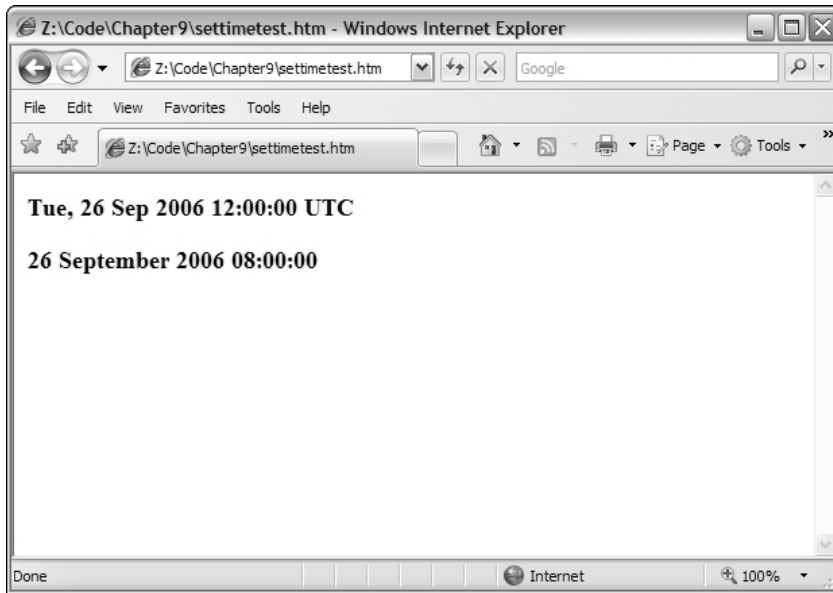 Z:\Code\Chapter9\settimetest.htm - Windows Internet Explorer
Z:\Code\Chapter9\settimetest.htm
Google
File Edit View Favorites Tools Help
Z:\Code\Chapter9\settimetest.htm
Page
Tools
»
Tue, 26 Sep 2006 12:00:00 UTC
26 September 2006 08:00:00
Done
Internet
100%